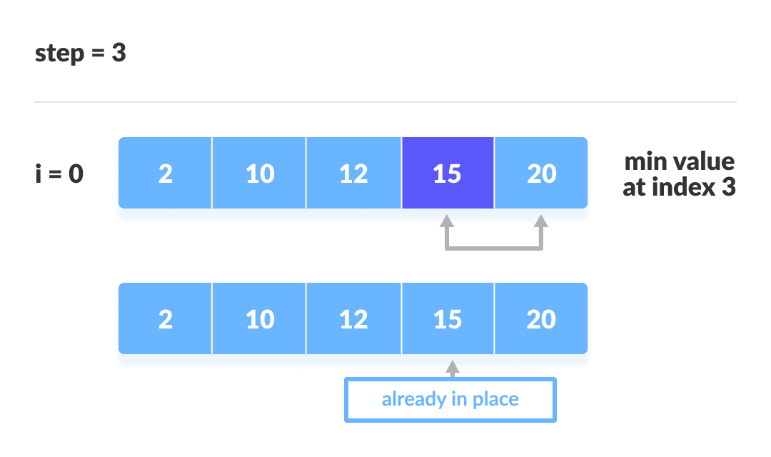 step = 3
i = 0
2 10 12 15 20
min value
at index 3
2 10 12 15 20
already in place